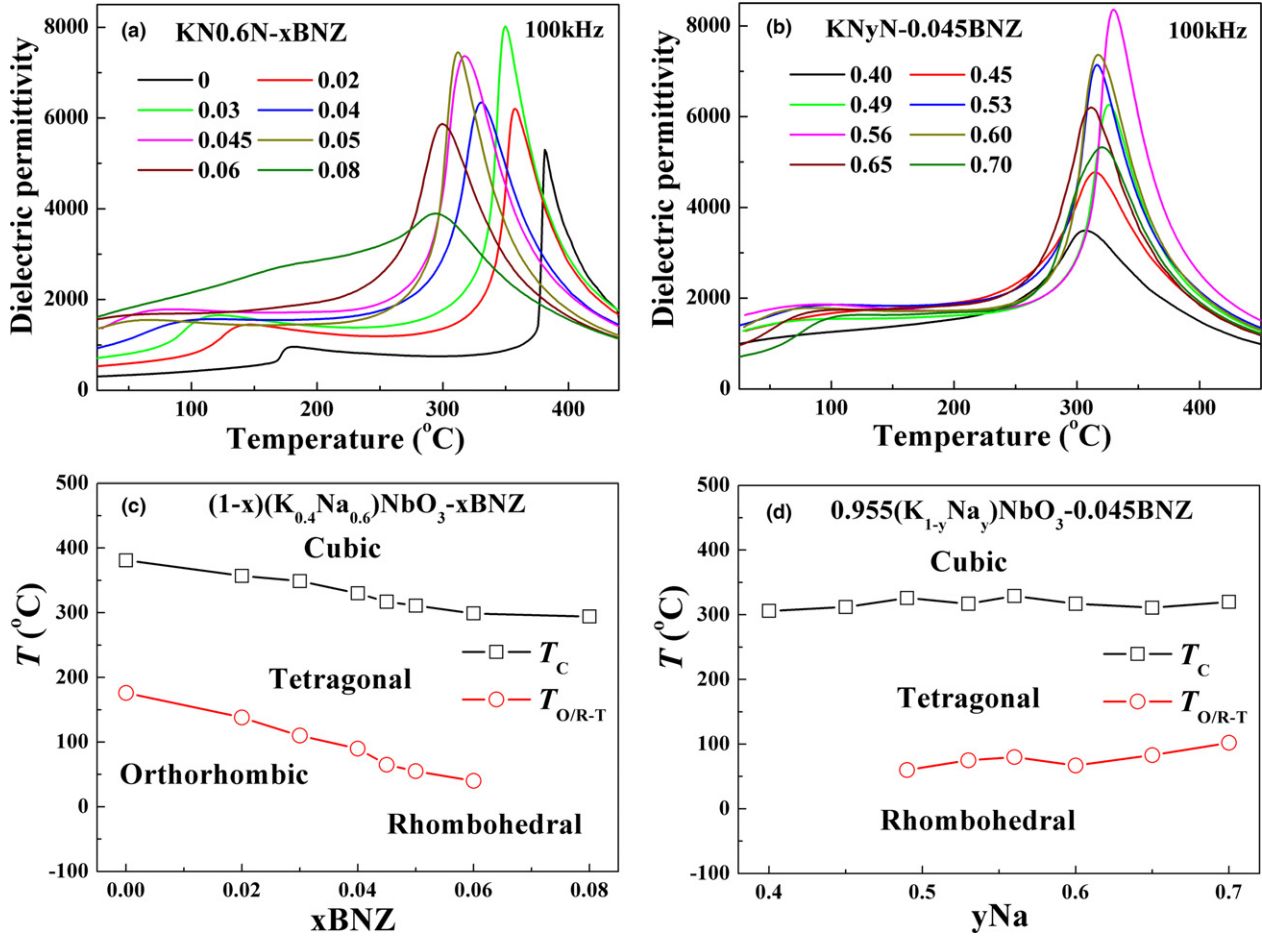 (a) KN0.6N-xBNZ 100kHz
0 0.02
0.03 0.04
0.045 0.05
0.06 0.08
Dielectric permittivity
8000
6000
4000
2000
0
100 200 300 400
Temperature (°C)
(b) KNyN-0.045BNZ 100kHz
0.40 0.45
0.49 0.53
0.56 0.60
0.65 0.70
Dielectric permittivity
8000
6000
4000
2000
0
100 200 300 400
Temperature (°C)
(c) (1-x)(K0.4Na0.6)NbO3-xBNZ
Cubic
Tetragonal
TC
TO/R-T
Orthorhombic
Rhombohedral
T (°C)
500
400
300
200
100
0
-100
0.00 0.02 0.04 0.06 0.08
xBNZ
(d) 0.955(K1-yNay)NbO3-0.045BNZ
Cubic
Tetragonal
TC
TO/R-T
Rhombohedral
T (°C)
500
400
300
200
100
0
-100
0.4 0.5 0.6 0.7
yNa